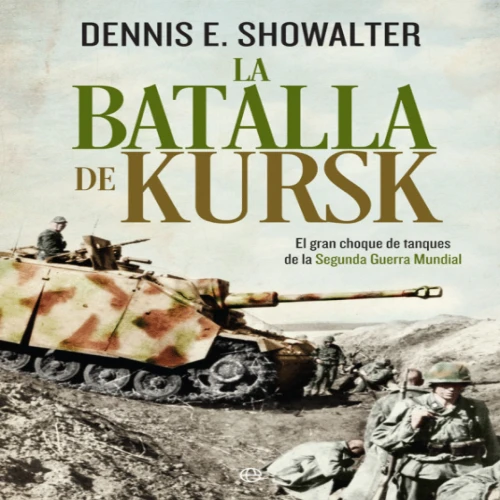 DENNIS E. SHOWALTER
LA
BATALLA
DE KURSK
El gran choque de tanques
de la Segunda Guerra Mundial